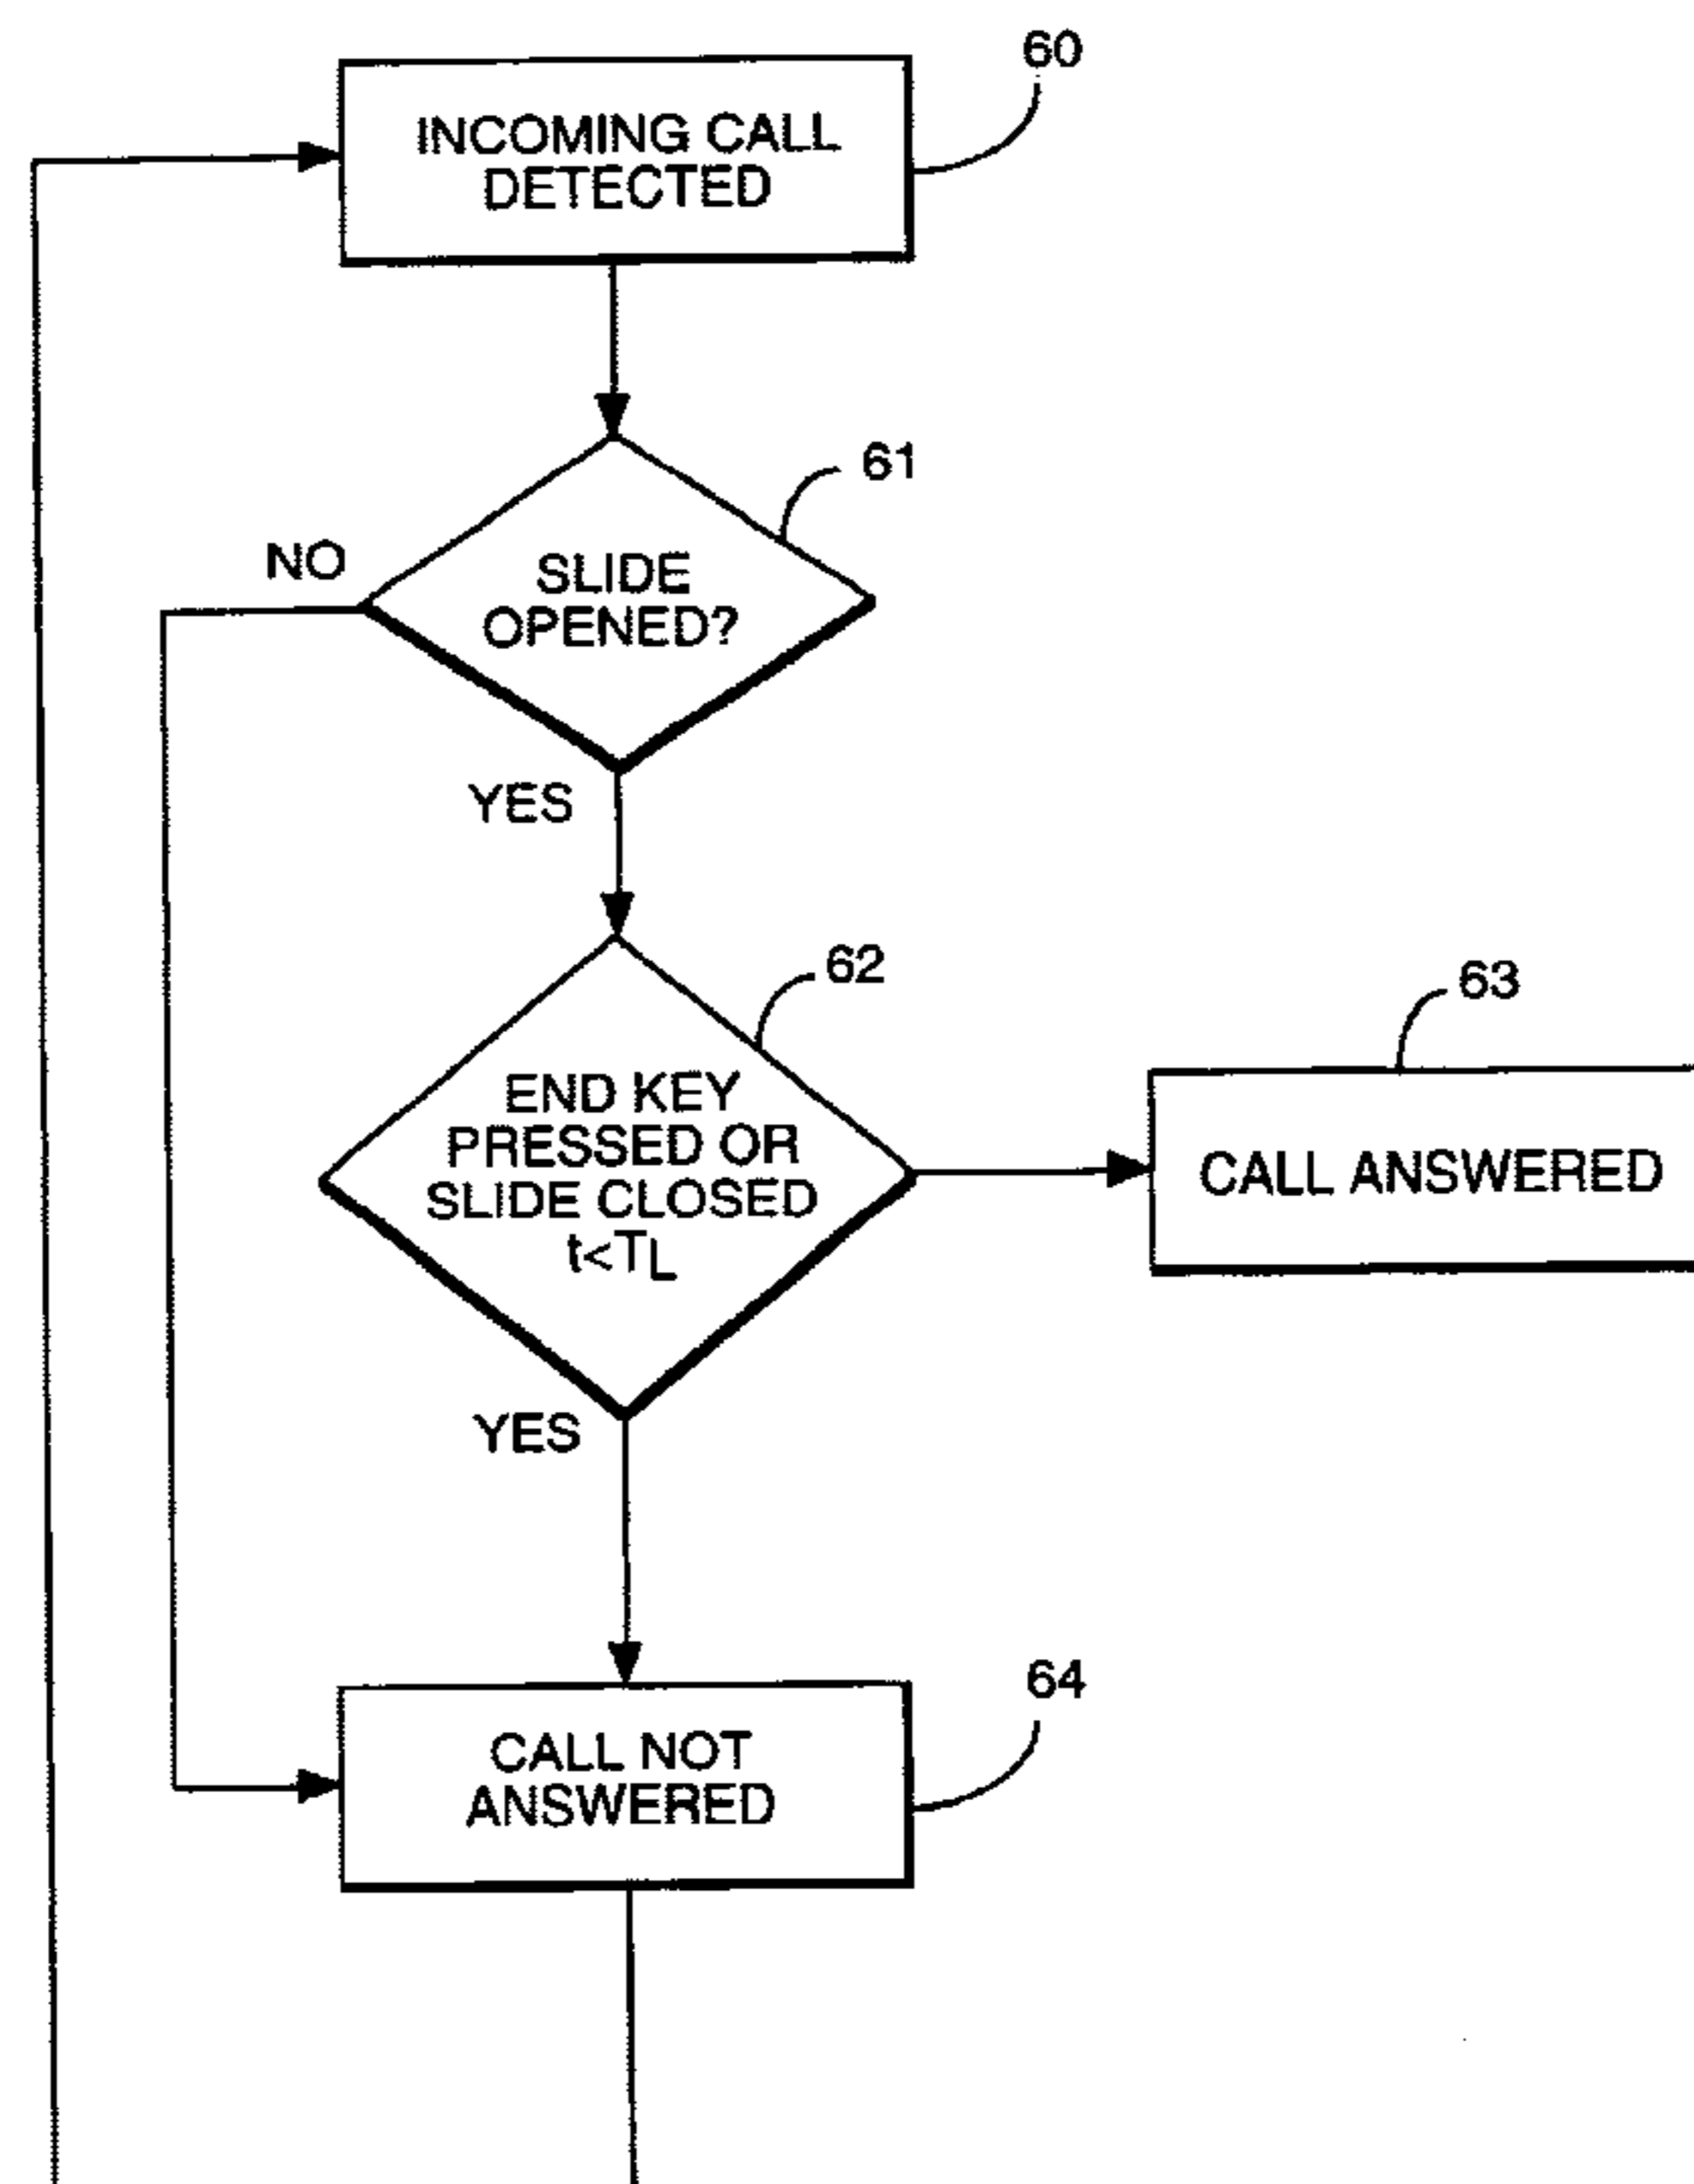 60
INCOMING CALL
DETECTED
61
NO
SLIDE
OPENED?
YES
62
63
END KEY
PRESSED OR
SLIDE CLOSED
t<TL
CALL ANSWERED
YES
64
CALL NOT
ANSWERED